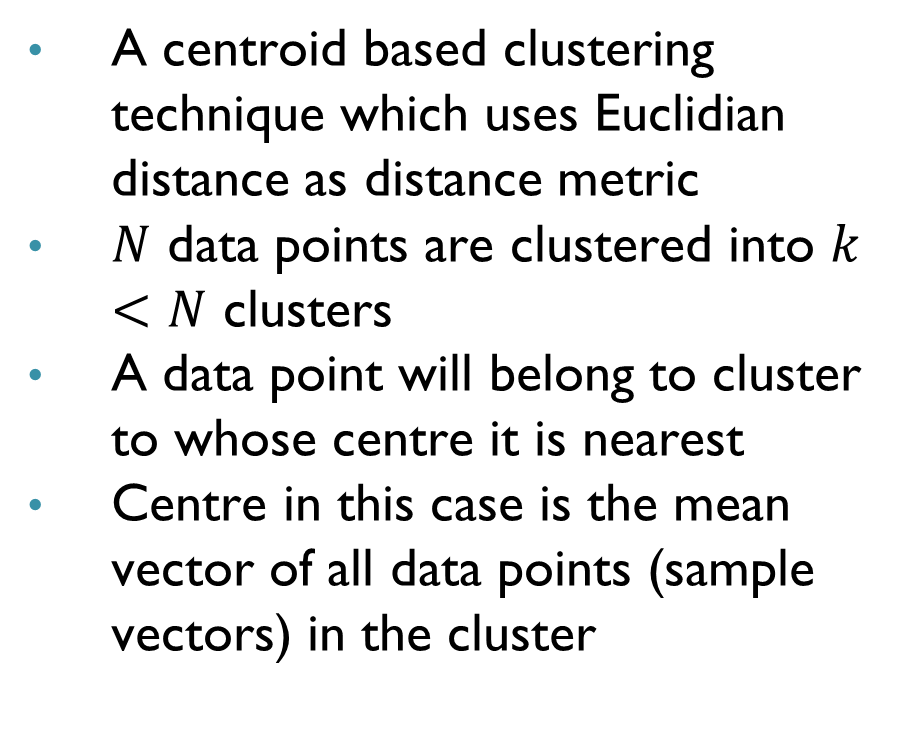 • A centroid based clustering
technique which uses Euclidian
distance as distance metric
• N data points are clustered into k
< N clusters
• A data point will belong to cluster
to whose centre it is nearest
• Centre in this case is the mean
vector of all data points (sample
vectors) in the cluster